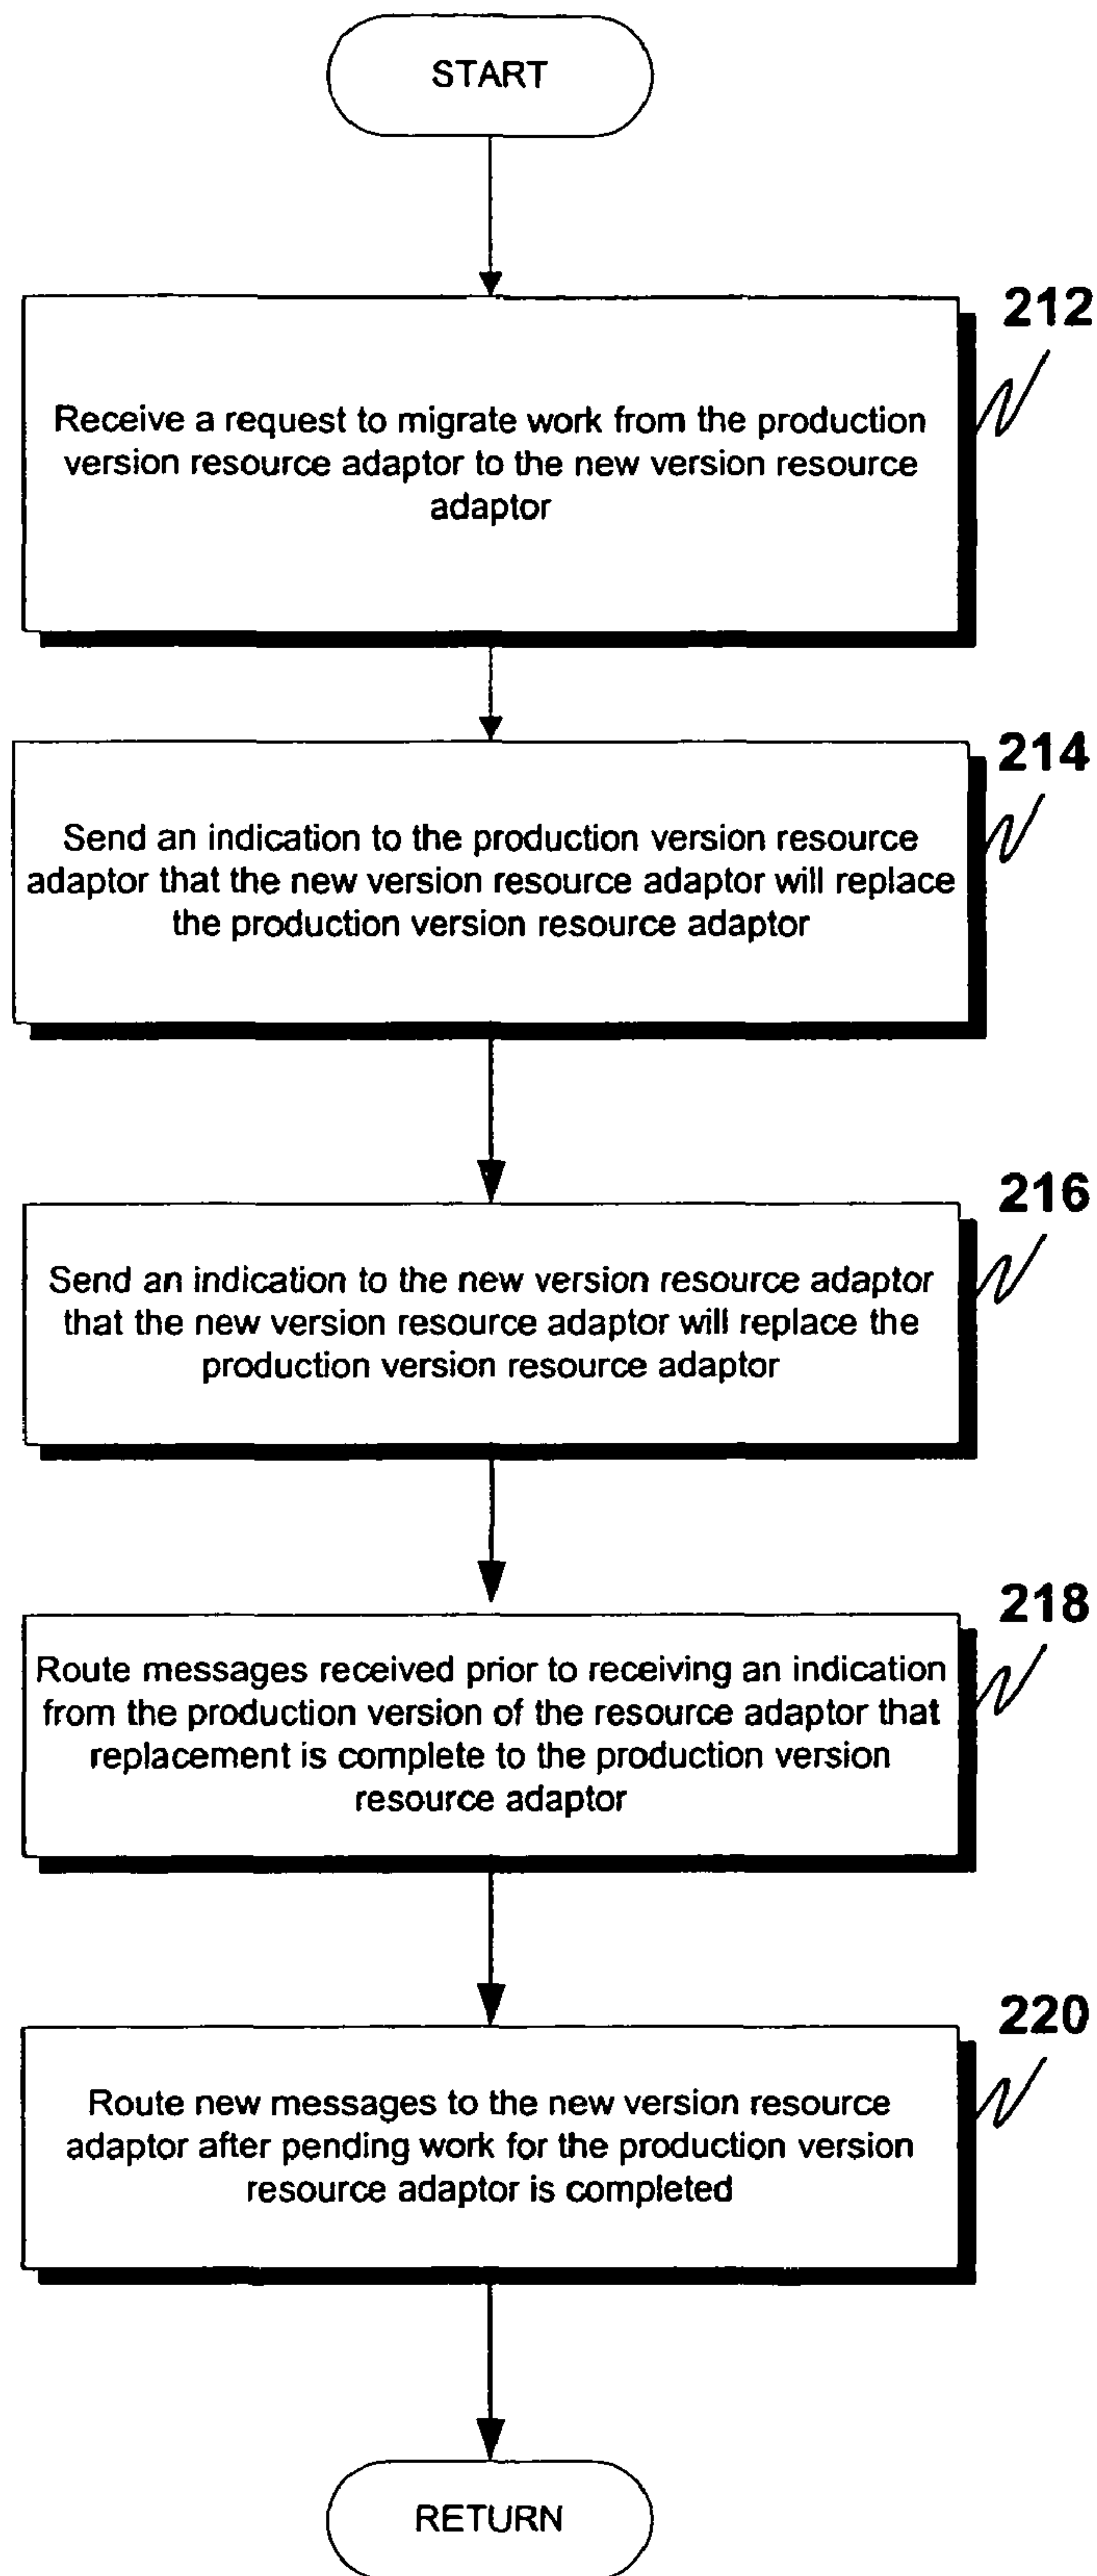 START
212
Receive a request to migrate work from the production
version resource adaptor to the new version resource
adaptor
214
Send an indication to the production version resource
adaptor that the new version resource adaptor will replace
the production version resource adaptor
216
Send an indication to the new version resource adaptor
that the new version resource adaptor will replace the
production version resource adaptor
218
Route messages received prior to receiving an indication
from the production version of the resource adaptor that
replacement is complete to the production version
resource adaptor
220
Route new messages to the new version resource
adaptor after pending work for the production version
resource adaptor is completed
RETURN